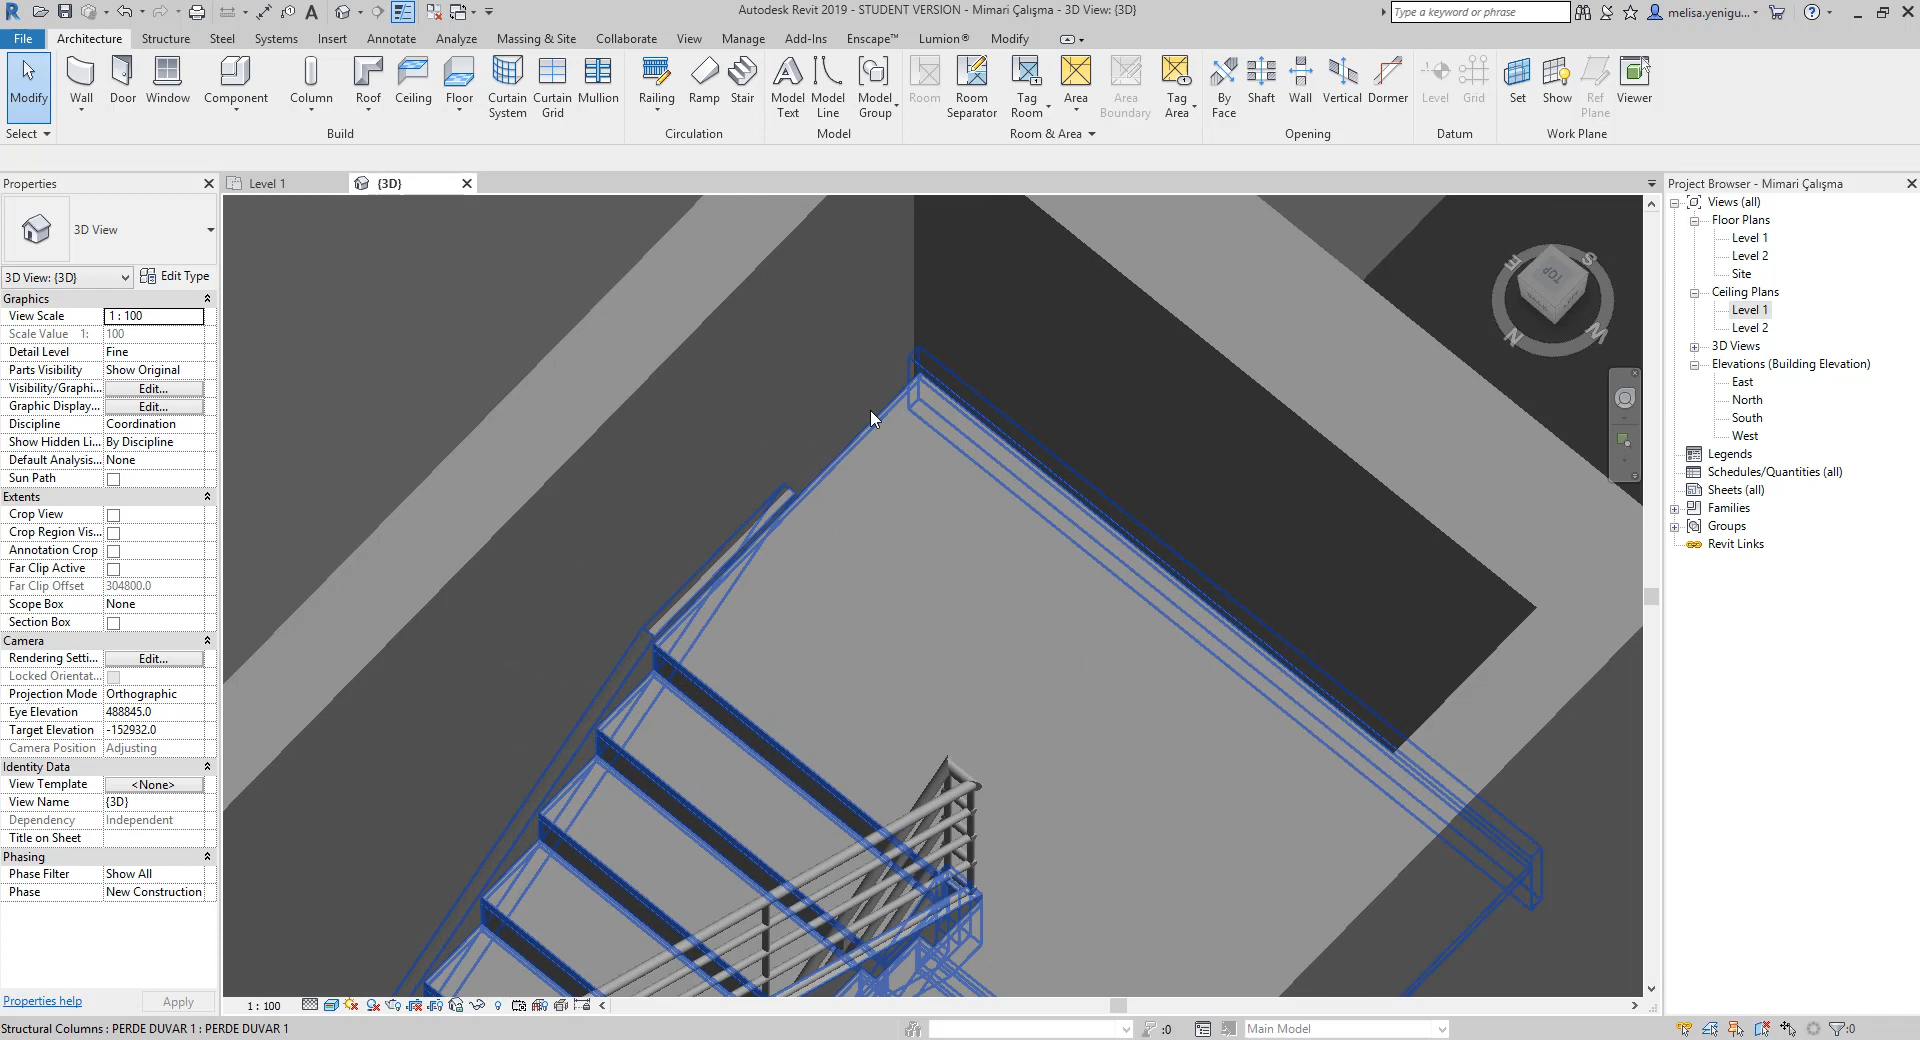 Autodesk Revit 2019 - STUDENT VERSION - Mimari Çalışma - 3D View: {3D}
Type a keyword or phrase
melisa.yenigu...
File Architecture Structure Steel Systems Insert Annotate Analyze Massing & Site Collaborate View Manage Add-Ins Enscape™ Lumion® Modify
Modify Wall Door Window Component Column Roof Ceiling Floor Curtain System Curtain Grid Mullion Railing Ramp Stair Model Text Model Line Model Group Room Room Separator Tag Room Area Area Boundary Tag Area By Face Shaft Wall Vertical Dormer Level Grid Set Show Ref Plane Viewer
Select Build Circulation Model Room & Area Opening Datum Work Plane
Properties
Level 1
{3D}
Project Browser - Mimari Çalışma
3D View
3D View: {3D}
Edit Type
Graphics
View Scale 1 : 100
Scale Value 1: 100
Detail Level Fine
Parts Visibility Show Original
Visibility/Graphi... Edit...
Graphic Display... Edit...
Discipline Coordination
Show Hidden Li... By Discipline
Default Analysis... None
Sun Path
Extents
Crop View
Crop Region Vis...
Annotation Crop
Far Clip Active
Far Clip Offset 304800.0
Scope Box None
Section Box
Camera
Rendering Setti... Edit...
Locked Orientat...
Projection Mode Orthographic
Eye Elevation 488845.0
Target Elevation -152932.0
Camera Position Adjusting
Identity Data
View Template <None>
View Name {3D}
Dependency Independent
Title on Sheet
Phasing
Phase Filter Show All
Phase New Construction
Properties help
Apply
E
S
TOP
N
W
Views (all)
Floor Plans
Level 1
Level 2
Site
Ceiling Plans
Level 1
Level 2
3D Views
Elevations (Building Elevation)
East
North
South
West
Legends
Schedules/Quantities (all)
Sheets (all)
Families
Groups
Revit Links
1 : 100
Structural Columns : PERDE DUVAR 1 : PERDE DUVAR 1
:0
Main Model
:0